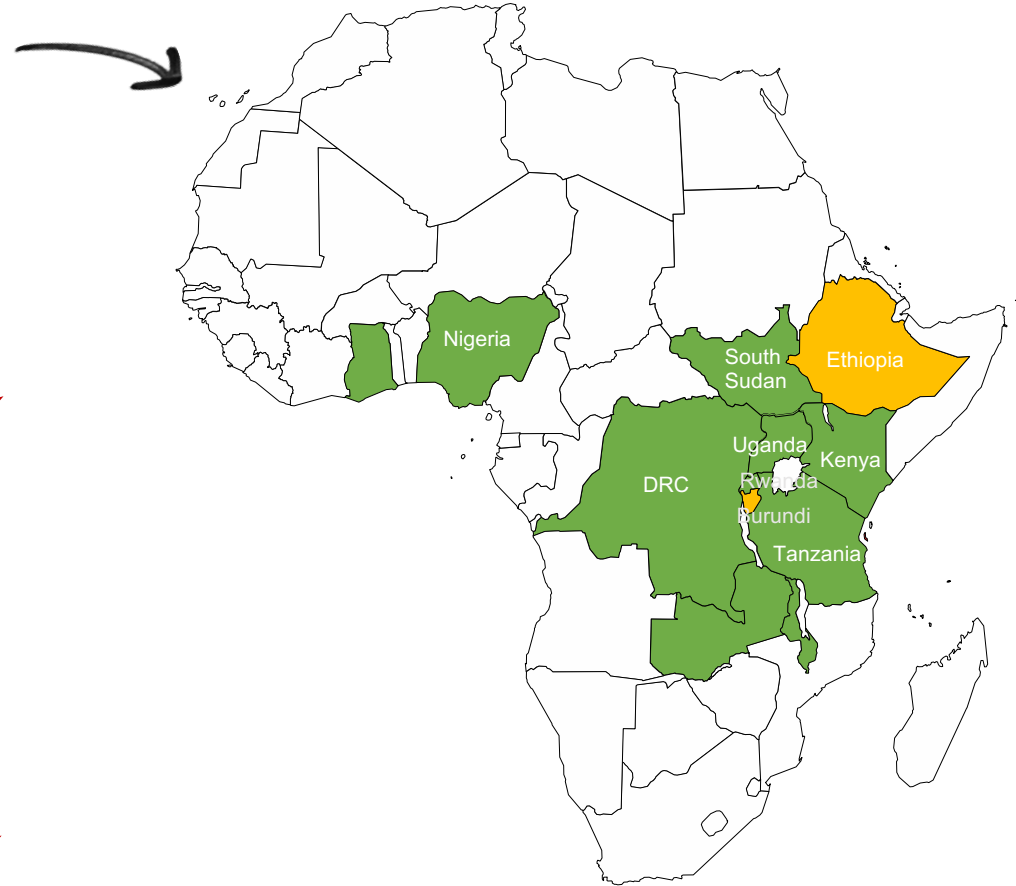 Nigeria
South
Sudan
Ethiopia
Uganda
Kenya
Rwanda
DRC
Burundi
Tanzania